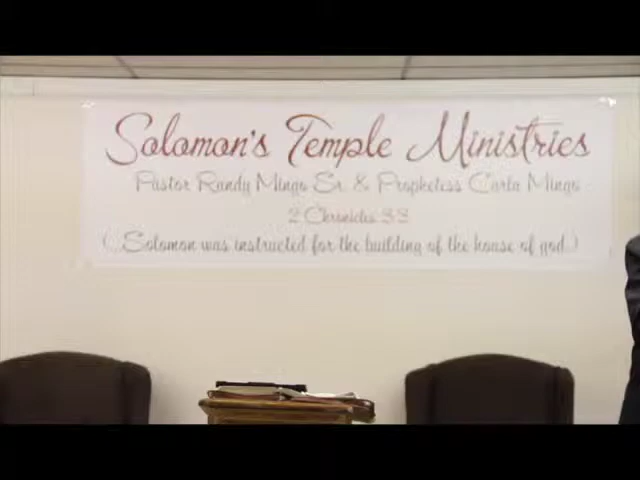 Solomon's Temple Ministries
Pastor Randy Mingo Sr. & Prophetess Carla Mingo
2 Chronicles 3:3
(...Solomon was instructed for the building of the house of god..)